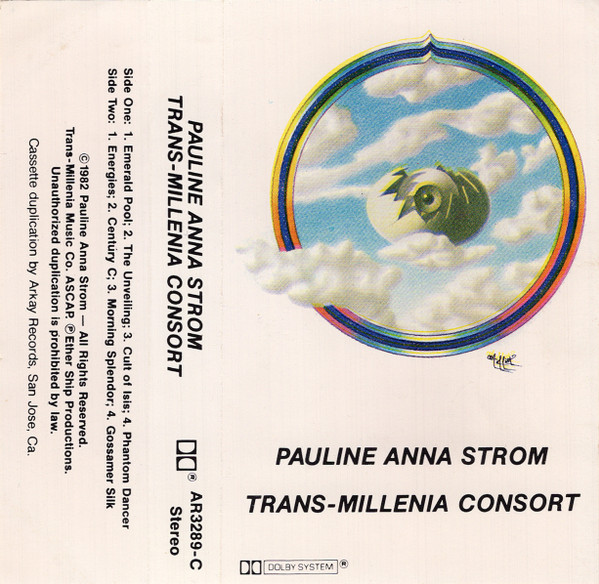 Side One: 1. Emerald Pool; 2. The Unveiling; 3. Cult of Isis; 4. Phantom Dancer
Side Two: 1. Energies; 2. Century C; 3. Morning Splendor; 4. Gossamer Silk
©1982 Pauline Anna Strom — All Rights Reserved.
Trans-Millenia Music Co. ASCAP. ℗Ether Ship Productions.
Unauthorized duplication is prohibited by law.
Cassette duplication by Arkay Records, San Jose, Ca.
PAULINE ANNA STROM
TRANS-MILLENIA CONSORT
®
AR3289-C
Stereo
PAULINE ANNA STROM
TRANS-MILLENIA CONSORT
DOLBY SYSTEM ®